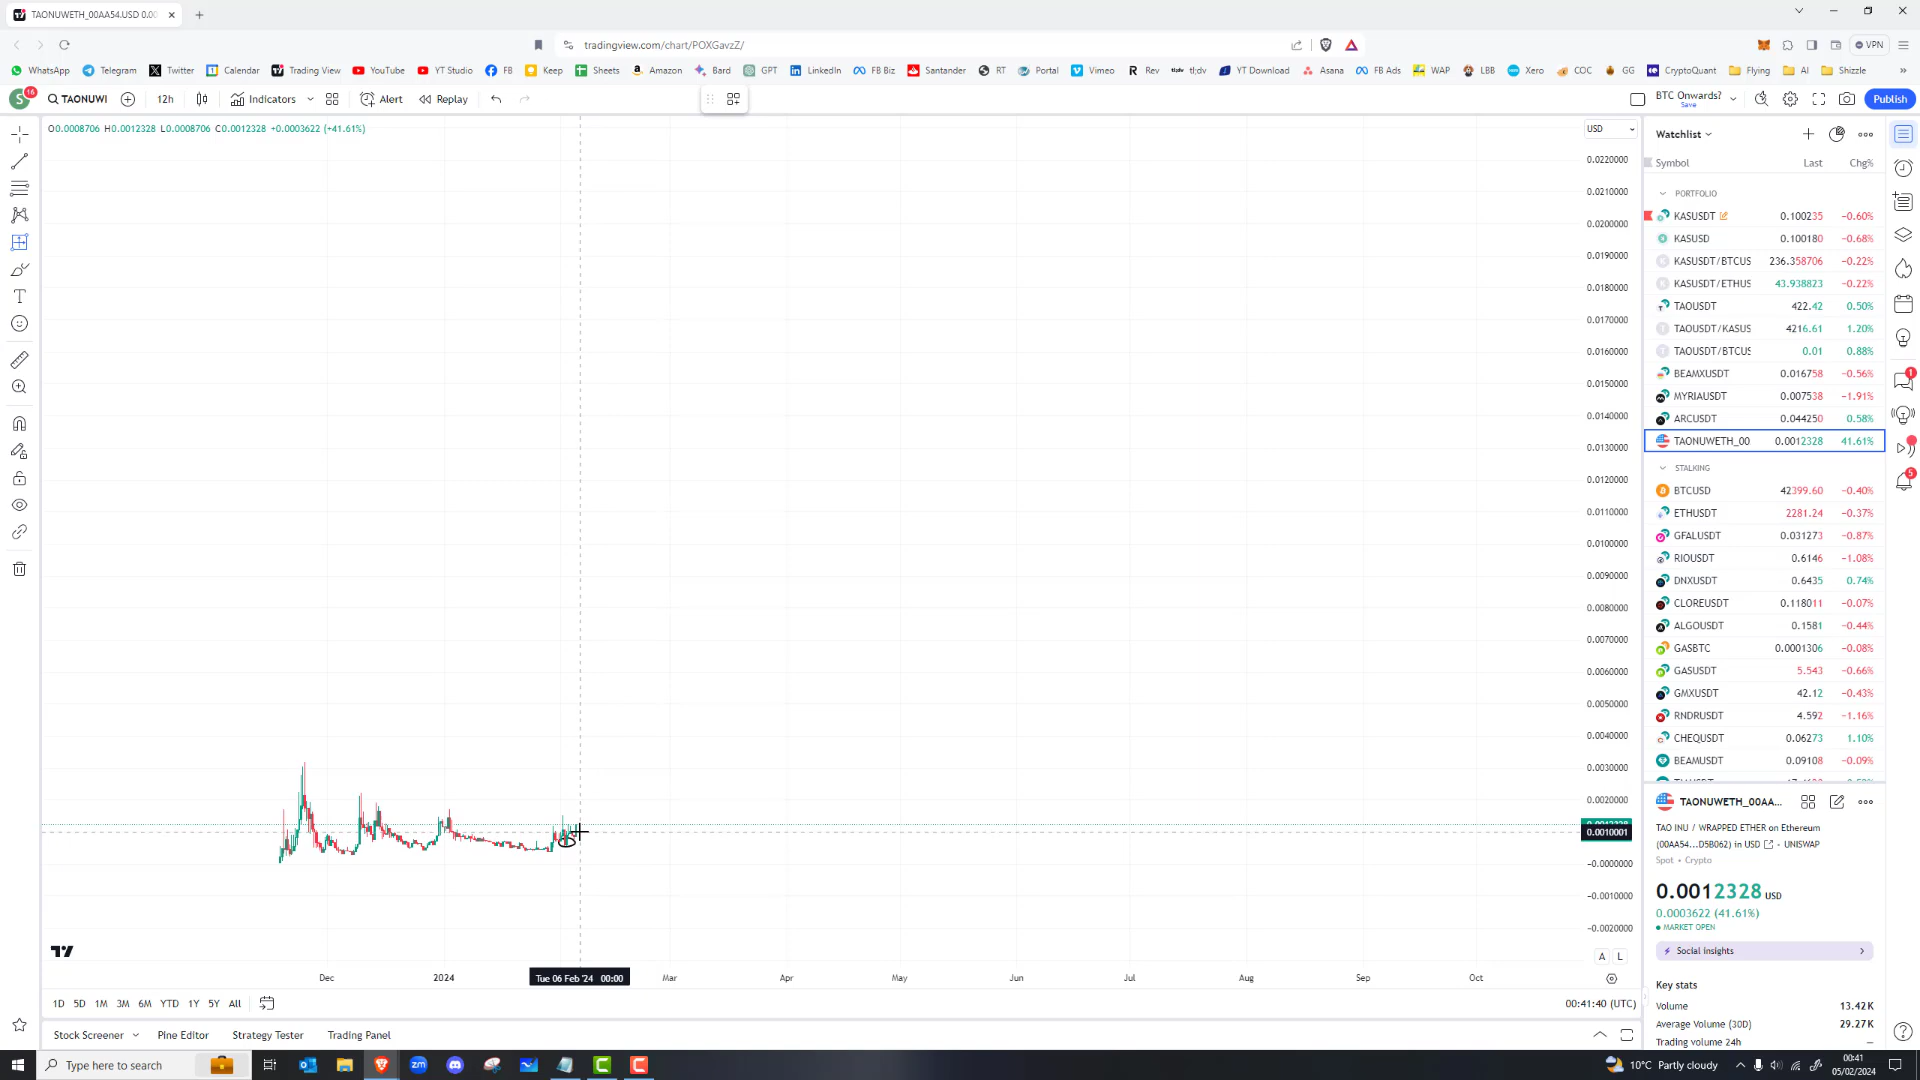 TAONUWETH_00AA54.USD 0.00
tradingview.com/chart/POXGavzZ/
VPN
WhatsApp Telegram Twitter Calendar Trading View YouTube YT Studio FB Keep Sheets Amazon Bard GPT LinkedIn FB Biz Santander RT Portal Vimeo Rev tl;dv YT Download Asana FB Ads WAP LBB Xero COC GG CryptoQuant Flying AI Shizzle
S 16 TAONUWI 12h Indicators Alert Replay BTC Onwards? Save Publish
O0.0008706 H0.0012328 L0.0008706 C0.0012328 +0.0003622 (+41.61%)
USD
0.0220000
0.0210000
0.0200000
0.0190000
0.0180000
0.0170000
0.0160000
0.0150000
0.0140000
0.0130000
0.0120000
0.0110000
0.0100000
0.0090000
0.0080000
0.0070000
0.0060000
0.0050000
0.0040000
0.0030000
0.0020000
0.0010001
-0.0000000
-0.0010000
-0.0020000
A L
Dec 2024 Tue 06 Feb '24 00:00 Mar Apr May Jun Jul Aug Sep Oct
1D 5D 1M 3M 6M YTD 1Y 5Y All 00:41:40 (UTC)
Stock Screener Pine Editor Strategy Tester Trading Panel
Watchlist
Symbol Last Chg%
PORTFOLIO
KASUSDT 0.100235 -0.60%
KASUSD 0.100180 -0.68%
KASUSDT/BTCUS 236.358706 -0.22%
KASUSDT/ETHUS 43.938823 -0.22%
TAOUSDT 422.42 0.50%
TAOUSDT/KASUS 4216.61 1.20%
TAOUSDT/BTCUS 0.01 0.88%
BEAMXUSDT 0.016758 -0.56%
MYRIAUSDT 0.007538 -1.91%
ARCUSDT 0.044250 0.58%
TAONUWETH_00 0.0012328 41.61%
STALKING
BTCUSD 42399.60 -0.40%
ETHUSDT 2281.24 -0.37%
GFALUSDT 0.031273 -0.87%
RIOUSDT 0.6146 -1.08%
DNXUSDT 0.6435 0.74%
CLOREUSDT 0.118011 -0.07%
ALGOUSDT 0.1581 -0.44%
GASBTC 0.0001306 -0.08%
GASUSDT 5.543 -0.66%
GMXUSDT 42.12 -0.43%
RNDRUSDT 4.592 -1.16%
CHEQUSDT 0.06273 1.10%
BEAMUSDT 0.09108 -0.09%
TAONUWETH_00AA...
TAO INU / WRAPPED ETHER on Ethereum
(00AA54...D5B062) in USD - UNISWAP
Spot • Crypto
0.0012328 USD
0.0003622 (41.61%)
MARKET OPEN
Social insights
Key stats
Volume 13.42K
Average Volume (30D) 29.27K
Trading volume 24h —
1
5
Type here to search
10°C Partly cloudy
00:41
05/02/2024